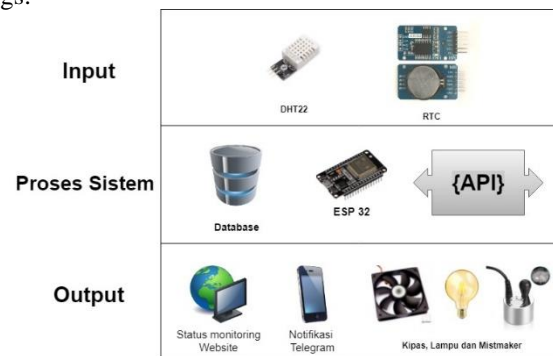 gs.
Input
DHT22
RTC
Proses Sistem
Database
ESP 32
{API}
Output
Status monitoring
Website
Notifikasi
Telegram
Kipas, Lampu dan Mistmaker